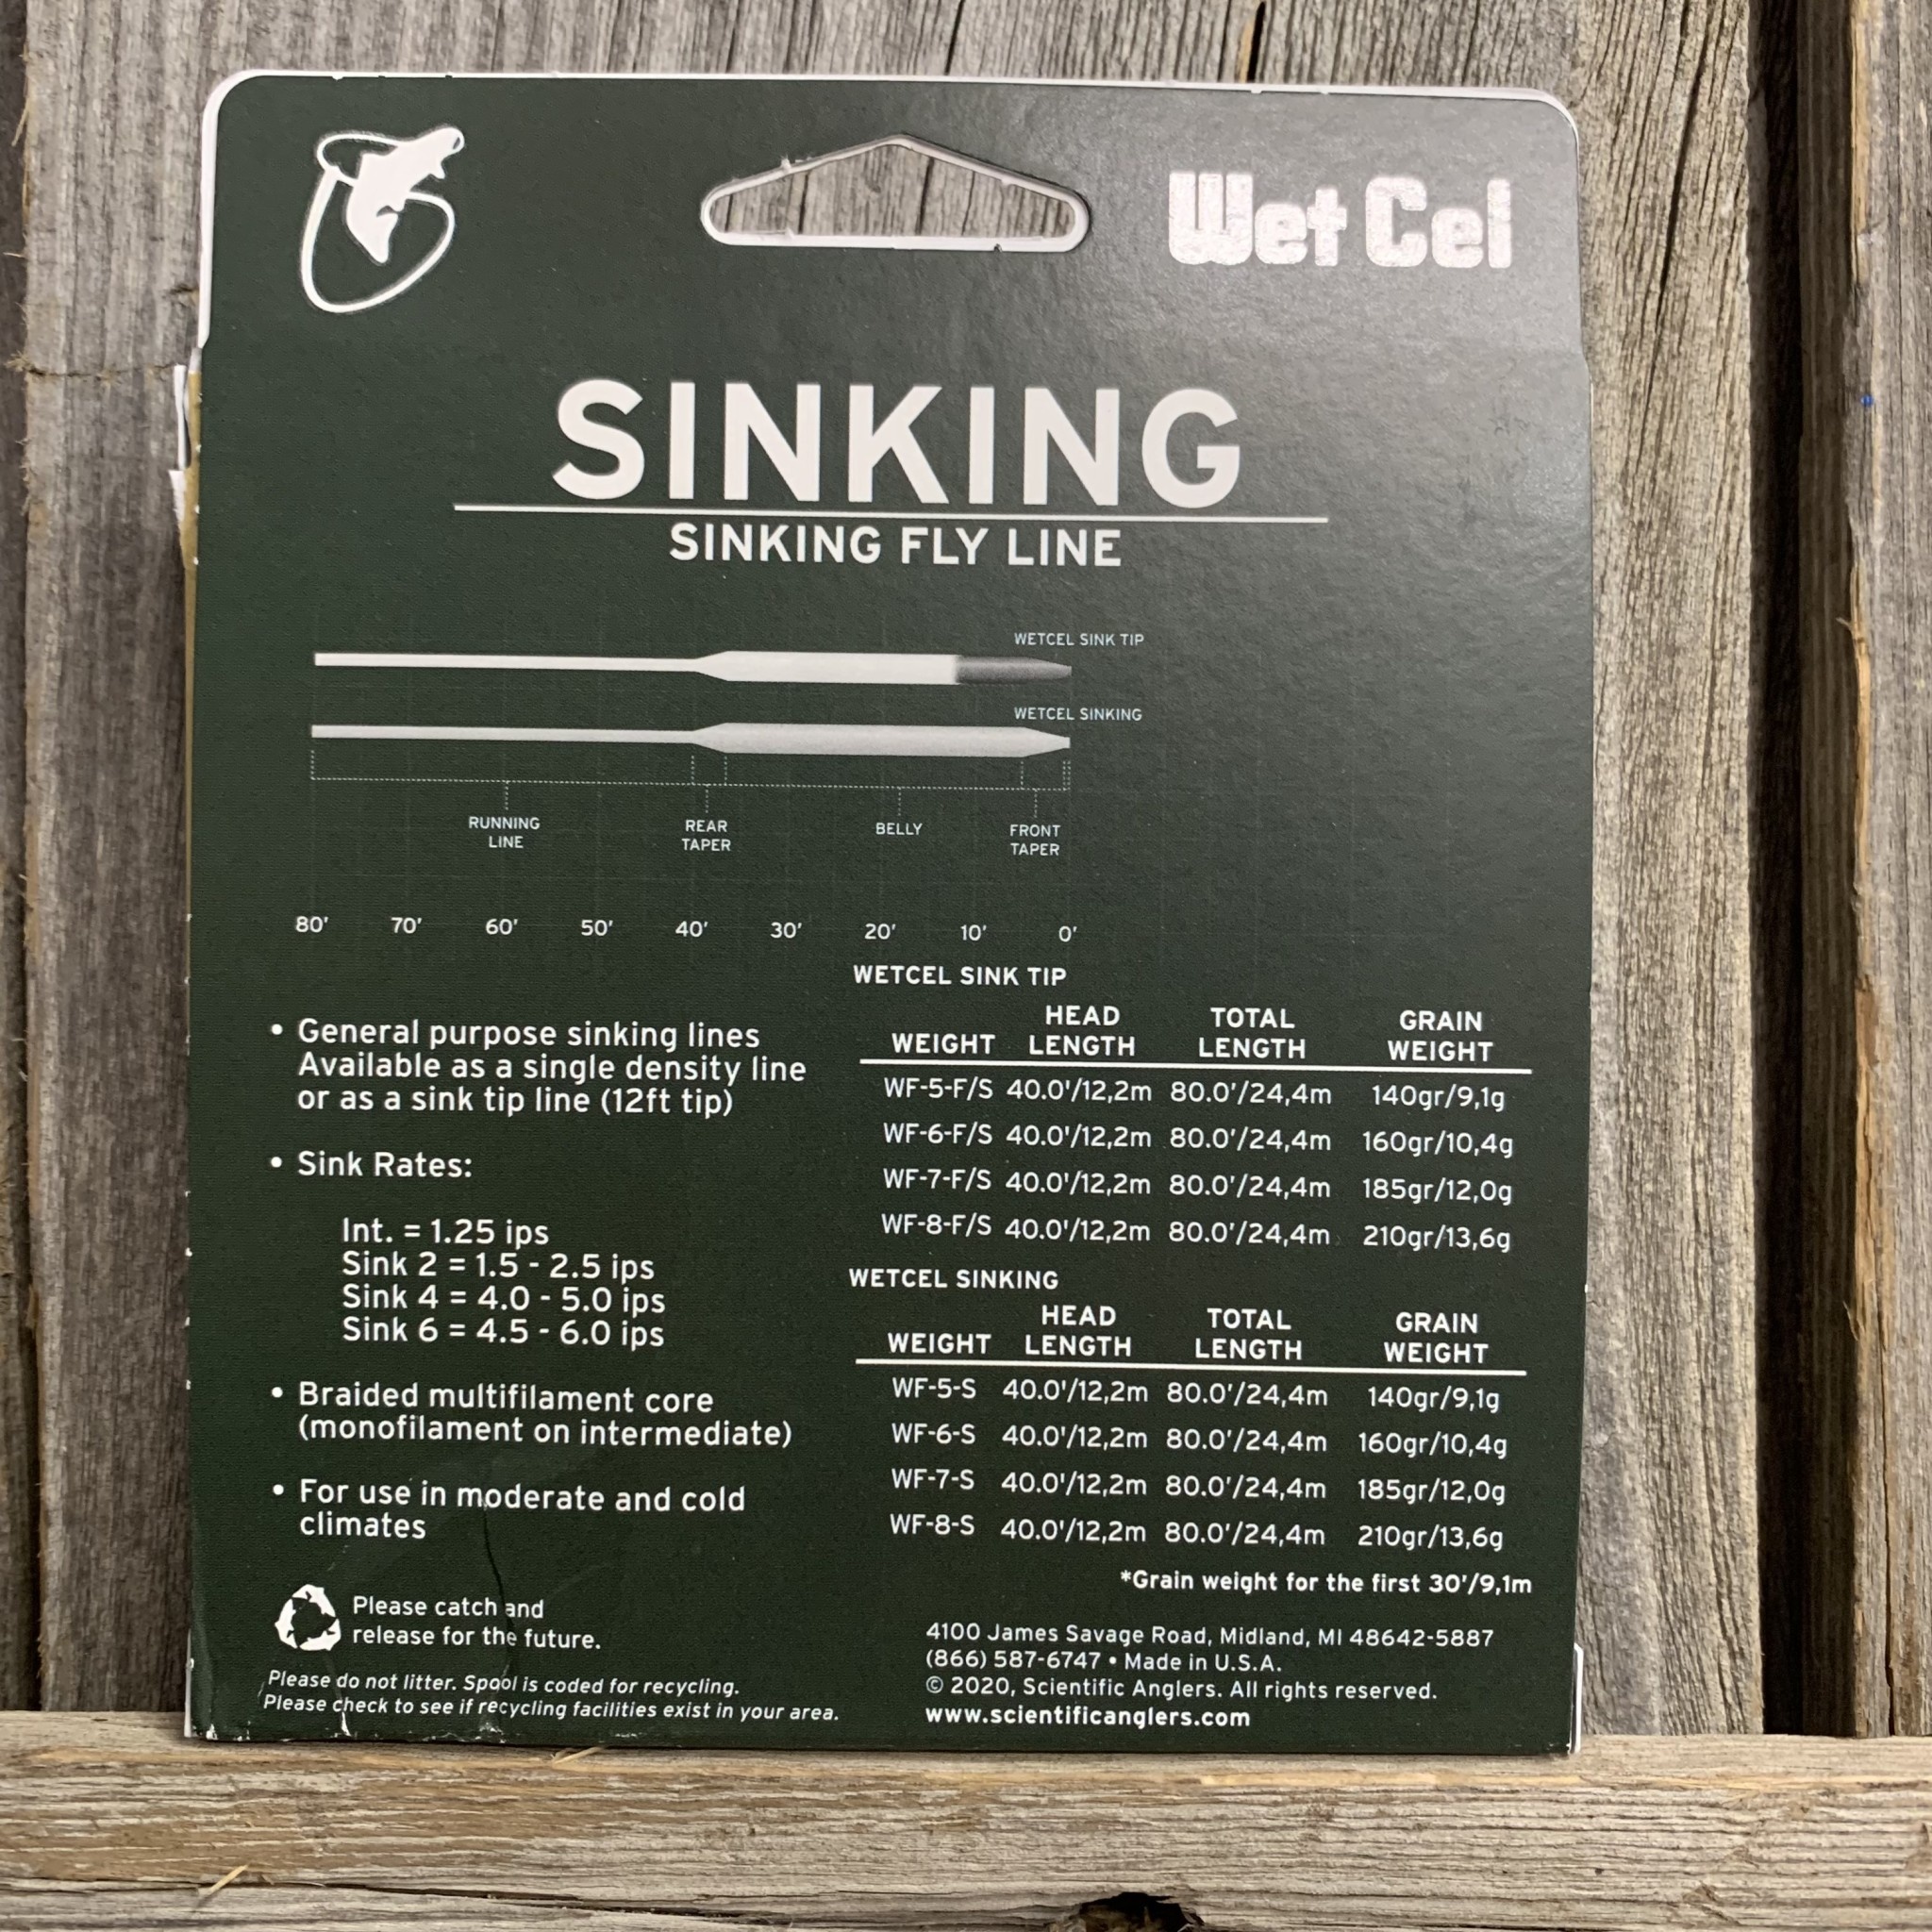 Wet Cel
SINKING
SINKING FLY LINE
WETCEL SINK TIP
WETCEL SINKING
RUNNING
LINE
REAR
TAPER
BELLY
FRONT
TAPER
80' 70' 60' 50' 40' 30' 20' 10' 0'
• General purpose sinking lines
Available as a single density line
or as a sink tip line (12ft tip)
• Sink Rates:
Int. = 1.25 ips
Sink 2 = 1.5 - 2.5 ips
Sink 4 = 4.0 - 5.0 ips
Sink 6 = 4.5 - 6.0 ips
• Braided multifilament core
(monofilament on intermediate)
• For use in moderate and cold
climates
Please catch and
release for the future.
Please do not litter. Spool is coded for recycling.
Please check to see if recycling facilities exist in your area.
WETCEL SINK TIP
WEIGHT HEAD LENGTH TOTAL LENGTH GRAIN WEIGHT
WF-5-F/S 40.0'/12,2m 80.0'/24,4m 140gr/9,1g
WF-6-F/S 40.0'/12,2m 80.0'/24,4m 160gr/10,4g
WF-7-F/S 40.0'/12,2m 80.0'/24,4m 185gr/12,0g
WF-8-F/S 40.0'/12,2m 80.0'/24,4m 210gr/13,6g
WETCEL SINKING
WEIGHT HEAD LENGTH TOTAL LENGTH GRAIN WEIGHT
WF-5-S 40.0'/12,2m 80.0'/24,4m 140gr/9,1g
WF-6-S 40.0'/12,2m 80.0'/24,4m 160gr/10,4g
WF-7-S 40.0'/12,2m 80.0'/24,4m 185gr/12,0g
WF-8-S 40.0'/12,2m 80.0'/24,4m 210gr/13,6g
*Grain weight for the first 30'/9,1m
4100 James Savage Road, Midland, MI 48642-5887
(866) 587-6747 • Made in U.S.A.
© 2020, Scientific Anglers. All rights reserved.
www.scientificanglers.com